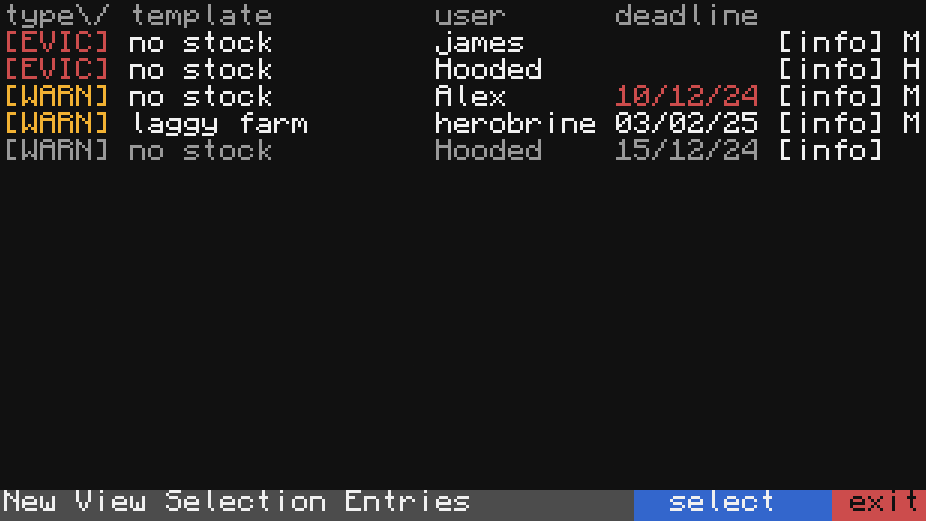 type\/ template user deadline
[EVIC] no stock james [info] M
[EVIC] no stock Hooded [info] H
[WARN] no stock Alex 10/12/24 [info] M
[WARN] laggy farm herobrine 03/02/25 [info] M
[WARN] no stock Hooded 15/12/24 [info]
New View Selection Entries select exit